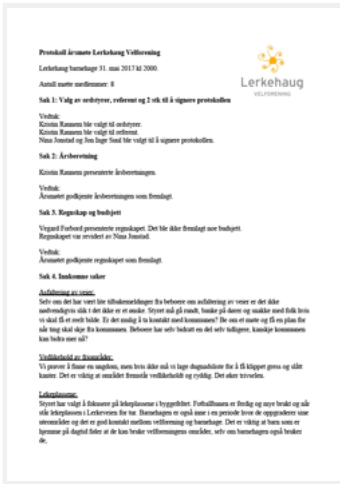 Protokoll årsmøte Lerkehaug Velforening
Lerkehaug barnehage 31. mai 2017 kl 2000.
Lerkehaug
VELFORENING
Antall møtte medlemmer: 8
Sak 1: Valg av ordstyrer, referent og 2 stk til å signere protokollen
Vedtak:
Kristin Rannem ble valgt til ordstyrer.
Kristin Rannem ble valgt til referent.
Nina Jonstad og Jon Inge Suul ble valgt til å signere protokollen.
Sak 2: Årsberetning
Kristin Rannem presenterte årsberetningen.
Vedtak:
Årsmøtet godkjente årsberetningen som fremlagt.
Sak 3. Regnskap og budsjett
Vegard Forbord presenterte regnskapet. Det ble ikke fremlagt noe budsjett.
Regnskapet var revidert av Nina Jonstad.
Vedtak:
Årsmøtet godkjente regnskapet som fremlagt.
Sak 4. Innkomne saker
Asfaltering av veier:
Selv om det har vært lite tilbakemeldinger fra beboere om asfaltering av veier er det ikke
nødvendigvis slik t det ikke er et ønske. Styret må gå rundt, banke på dører og snakke med folk hvis
vi skal få et reelt bilde. Er det mulig å ta kontakt med kommunen? Be om et møte og få en plan for
når ting skal skje fra kommunen. Beboere har selv bidratt en del selv tidligere, kanskje kommunen
kan bidra mer nå?
Vedlikehold av friområder:
Vi prøver å finne en ungdom, men hvis ikke må vi lage dugnadsliste for å få klippet gress og slått
kanter. Det er viktig at området fremstår vedlikeholdt og ryddig. Det øker trivselen.
Lekeplassene:
Styret har valgt å fokusere på lekeplassene i byggefeltet. Fotballbanen er ferdig og mye brukt og når
står lekeplassen i Lerkeveien for tur. Barnehagen er også inne i en periode hvor de oppgraderer sine
uteområder og det er god kontakt mellom velforening og barnehage. Det er viktig at barn som er
hjemme på dagtid føler at de kan bruke velforeningens områder, selv om barnehagen også bruker
de,